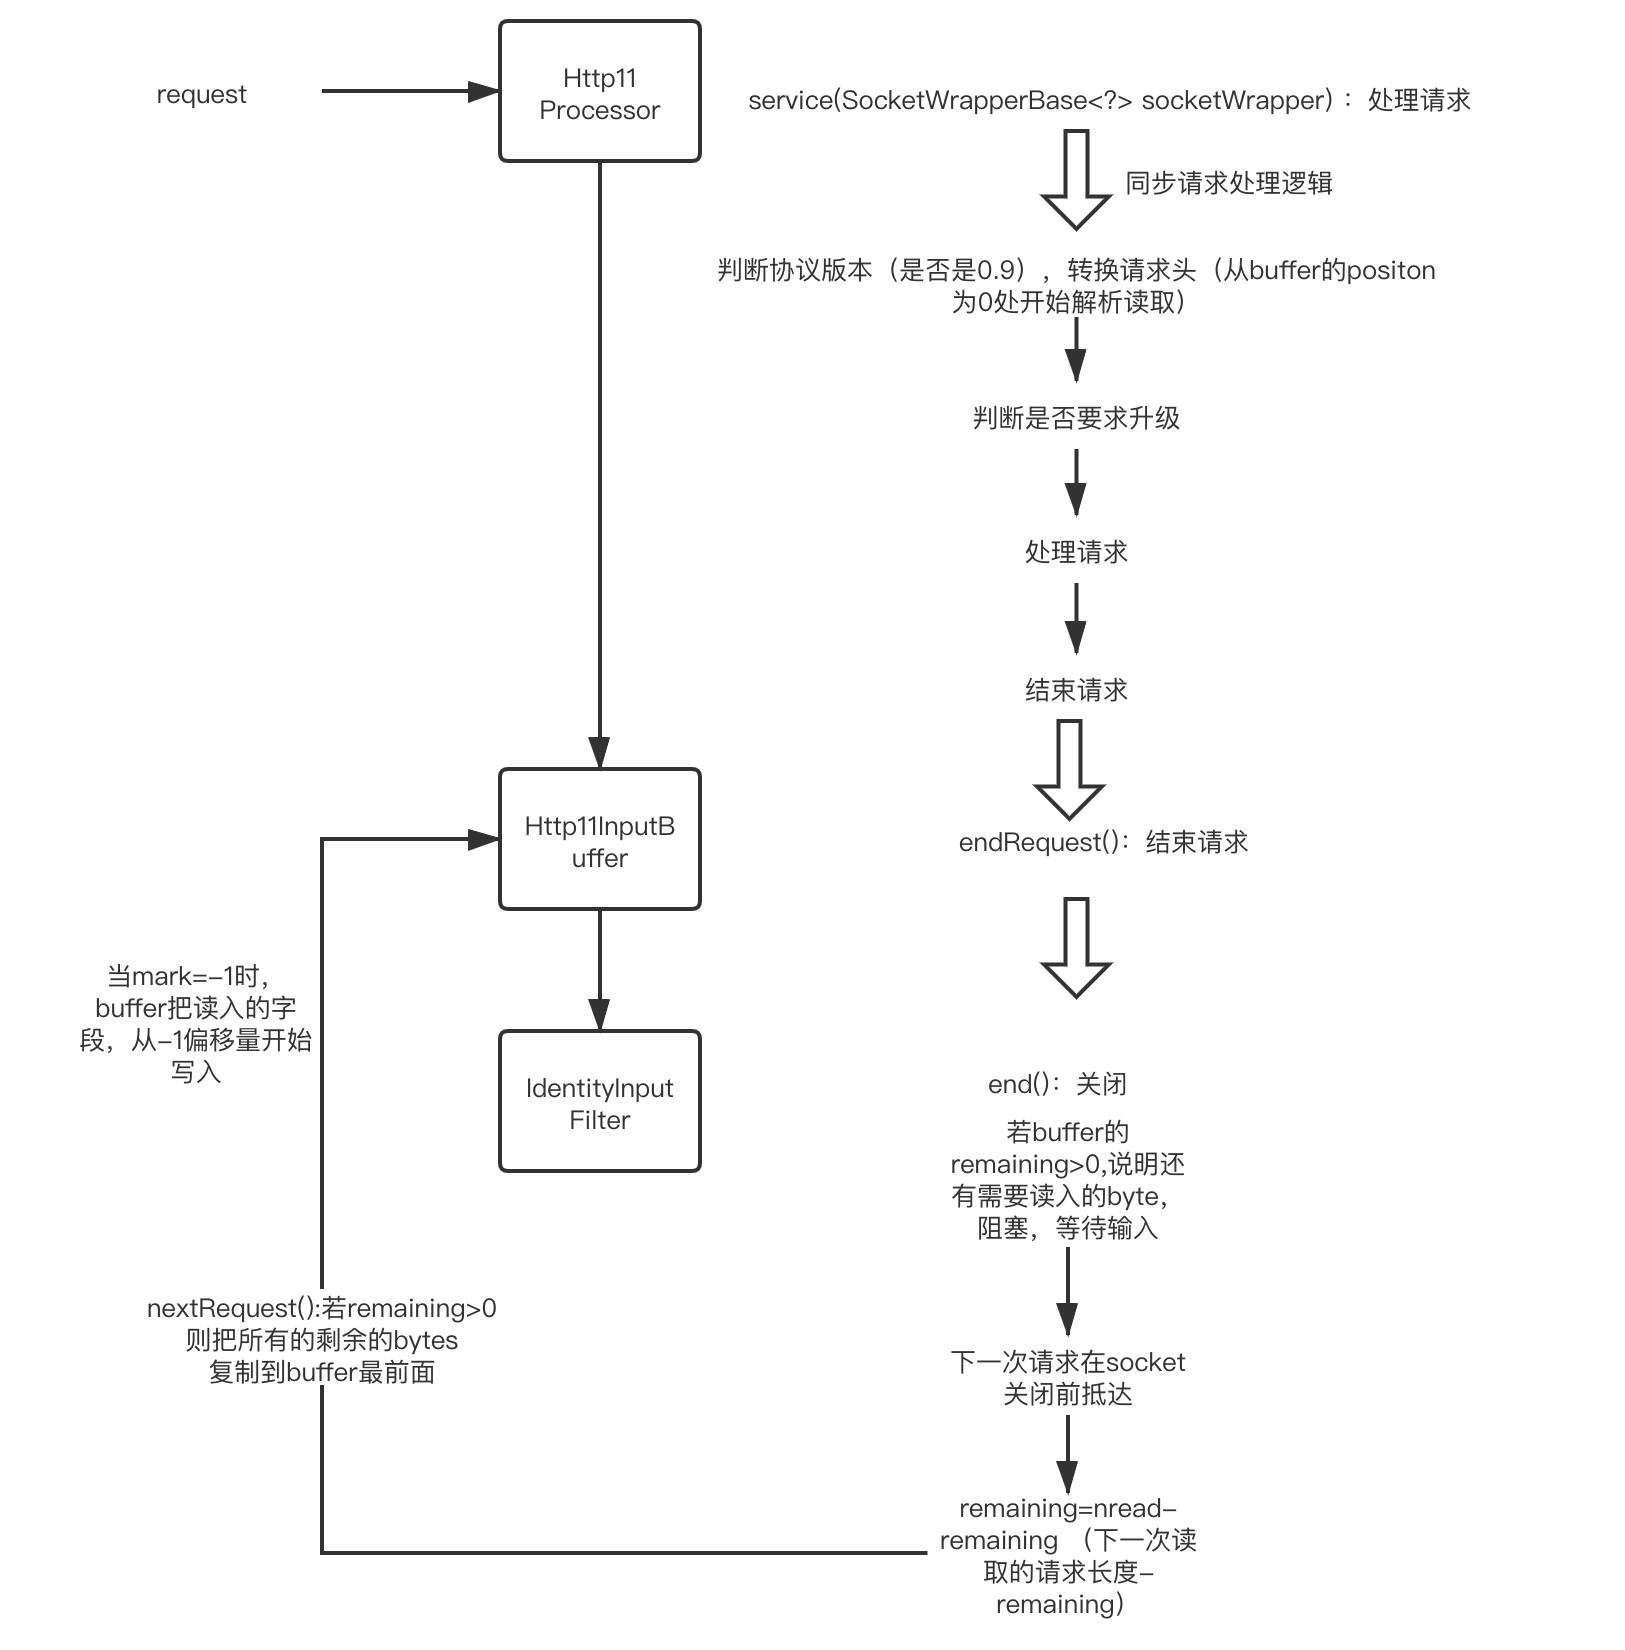 request
Http11
Processor
service(SocketWrapperBase<?> socketWrapper) ：处理请求
同步请求处理逻辑
判断协议版本（是否是0.9），转换请求头（从buffer的positon
为0处开始解析读取）
判断是否要求升级
处理请求
结束请求
Http11InputB
uffer
endRequest()：结束请求
当mark=-1时，
buffer把读入的字
段，从-1偏移量开始
写入
IdentityInput
Filter
end()：关闭
若buffer的
remaining>0,说明还
有需要读入的byte，
阻塞，等待输入
nextRequest():若remaining>0
则把所有的剩余的bytes
复制到buffer最前面
下一次请求在socket
关闭前抵达
remaining=nread-
remaining （下一次读
取的请求长度-
remaining）